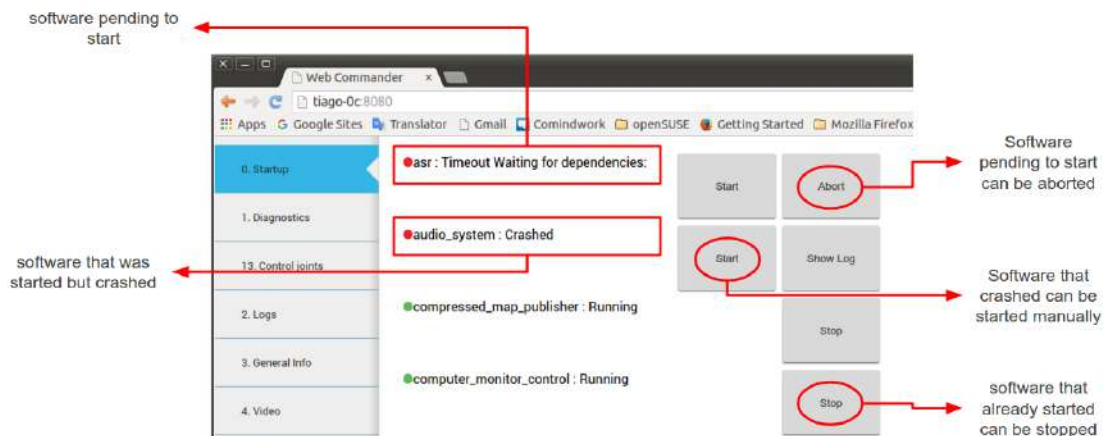 software pending to
start
Web Commander
tiago-0c:8080
Apps Google Sites Translator Gmail Comindwork openSUSE Getting Started Mozilla Firefox
0. Startup
1. Diagnostics
13. Control joints
2. Logs
3. General Info
4. Video
asr : Timeout Waiting for dependencies:
Start
Abort
audio_system : Crashed
Start
Show Log
compressed_map_publisher : Running
Stop
computer_monitor_control : Running
Stop
software that was
started but crashed
Software
pending to start
can be aborted
Software that
crashed can be
started manually
software that
already started
can be stopped